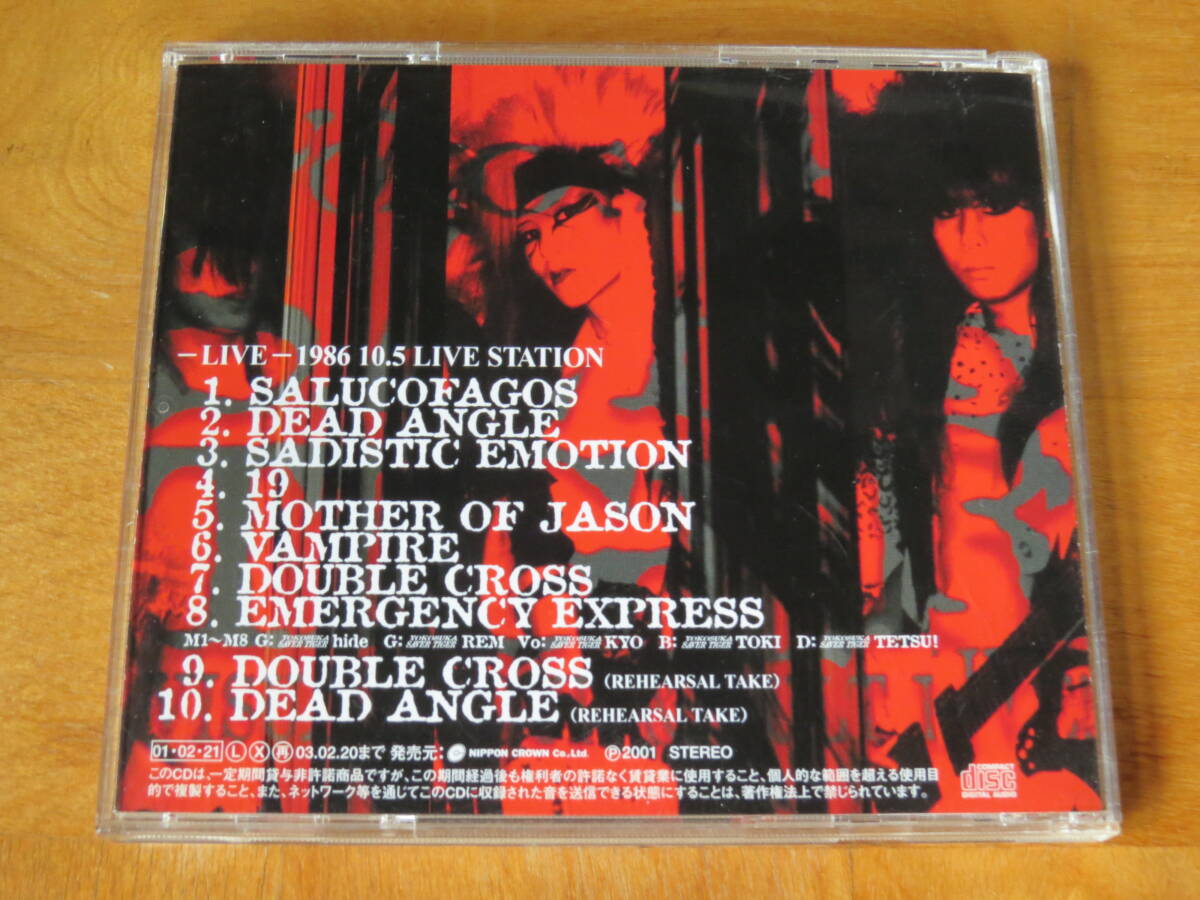 −LIVE−1986 10.5 LIVE STATION
1. SALUCOFAGOS
2. DEAD ANGLE
3. SADISTIC EMOTION
4. 19
5. MOTHER OF JASON
6. VAMPIRE
7. DOUBLE CROSS
8. EMERGENCY EXPRESS
M1〜M8 G: YOKOSUKA SAVER TIGER hide G: YOKOSUKA SAVER TIGER REM Vo: YOKOSUKA SAVER TIGER KYO B: YOKOSUKA SAVER TIGER TOKI D: YOKOSUKA SAVER TIGER TETSU!
9. DOUBLE CROSS (REHEARSAL TAKE)
10. DEAD ANGLE (REHEARSAL TAKE)
01・02・21 L X 再 03.02.20まで 発売元: NIPPON CROWN Co.Ltd. Ⓟ2001 STEREO
このCDは、一定期間貸与非許諾商品ですが、この期間経過後も権利者の許諾なく賃貸業に使用すること、個人的な範囲を超える使用目
的で複製すること、また、ネットワーク等を通じてこのCDに収録された音を送信できる状態にすることは、著作権法上で禁じられています。
COMPACT
disc
DIGITAL AUDIO